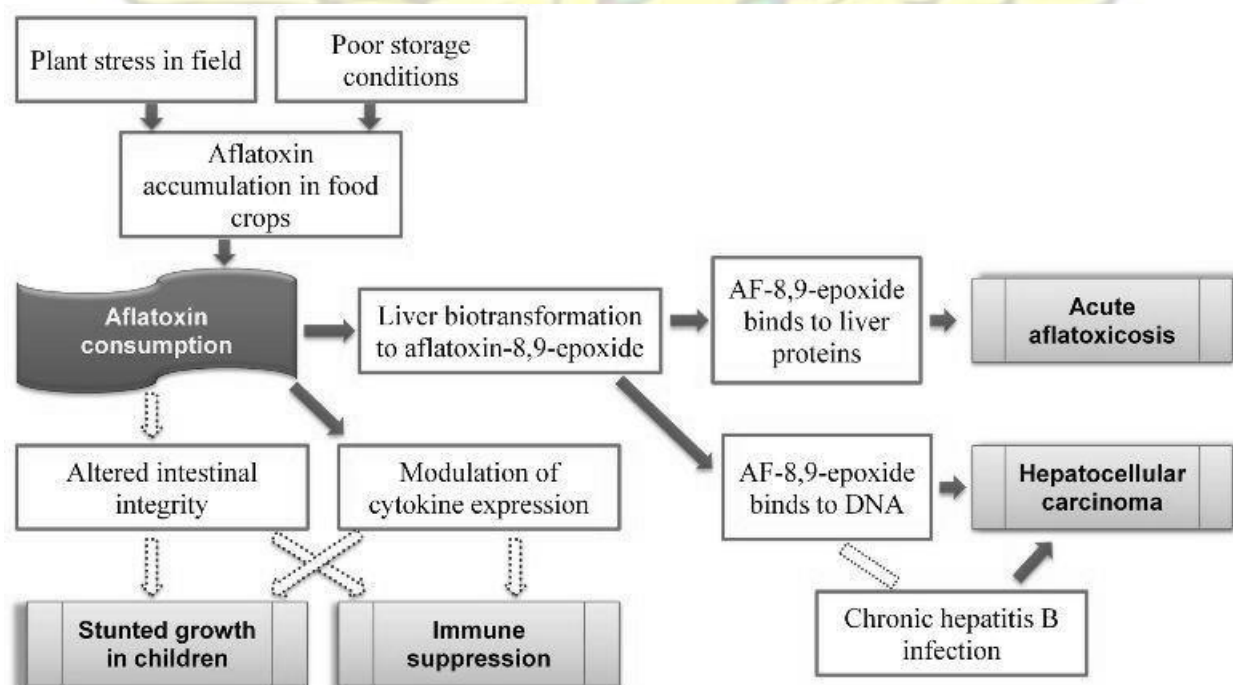 Plant stress in field
Poor storage
conditions
Aflatoxin
accumulation in food
crops
Aflatoxin
consumption
Liver biotransformation
to aflatoxin-8,9-epoxide
AF-8,9-epoxide
binds to liver
proteins
Acute
aflatoxicosis
Altered intestinal
integrity
Modulation of
cytokine expression
AF-8,9-epoxide
binds to DNA
Hepatocellular
carcinoma
Stunted growth
in children
Immune
suppression
Chronic hepatitis B
infection